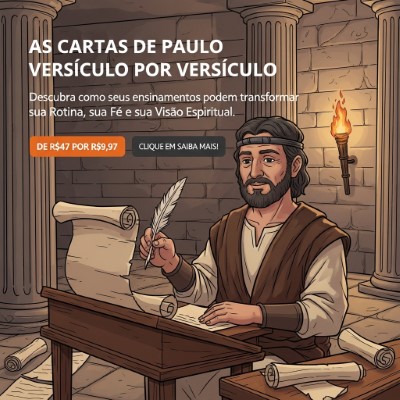 AS CARTAS DE PAULO
VERSÍCULO POR VERSÍCULO
Descubra como seus ensinamentos podem transformar
sua Rotina, sua Fé e sua Visão Espiritual.
DE R$47 POR R$9,97
CLIQUE EM SAIBA MAIS!